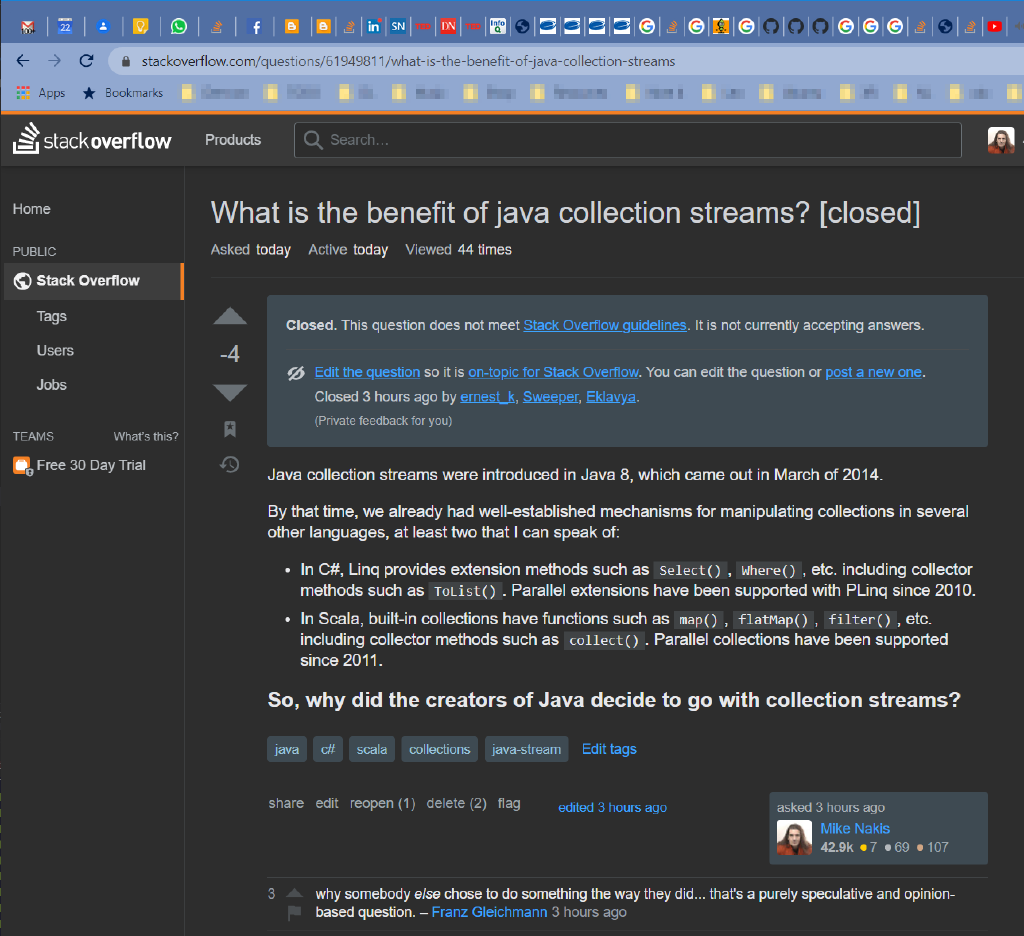 22
SN
DN
Info
stackoverflow.com/questions/61949811/what-is-the-benefit-of-java-collection-streams
Apps Bookmarks
stack overflow Products Search...
Home
PUBLIC
Stack Overflow
Tags
Users
Jobs
TEAMS What's this?
Free 30 Day Trial
What is the benefit of java collection streams? [closed]
Asked today Active today Viewed 44 times
-4
Closed. This question does not meet Stack Overflow guidelines. It is not currently accepting answers.
Edit the question so it is on-topic for Stack Overflow. You can edit the question or post a new one.
Closed 3 hours ago by ernest_k, Sweeper, Eklavya.
(Private feedback for you)
Java collection streams were introduced in Java 8, which came out in March of 2014.
By that time, we already had well-established mechanisms for manipulating collections in several
other languages, at least two that I can speak of:
• In C#, Linq provides extension methods such as Select(), Where(), etc. including collector
methods such as ToList(). Parallel extensions have been supported with PLinq since 2010.
• In Scala, built-in collections have functions such as map(), flatMap(), filter(), etc.
including collector methods such as collect(). Parallel collections have been supported
since 2011.
So, why did the creators of Java decide to go with collection streams?
java c# scala collections java-stream Edit tags
share edit reopen (1) delete (2) flag edited 3 hours ago
asked 3 hours ago
Mike Nakis
42.9k 7 69 107
3 why somebody else chose to do something the way they did... that's a purely speculative and opinion-
based question. – Franz Gleichmann 3 hours ago